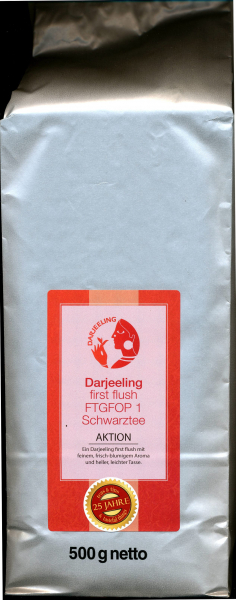 DARJEELING
Darjeeling
first flush
FTGFOP 1
Schwarztee
AKTION
Ein Darjeeling first flush mit
feinem, frisch-blumigem Aroma
und heller, leichter Tasse.
25 JAHRE
500 g netto